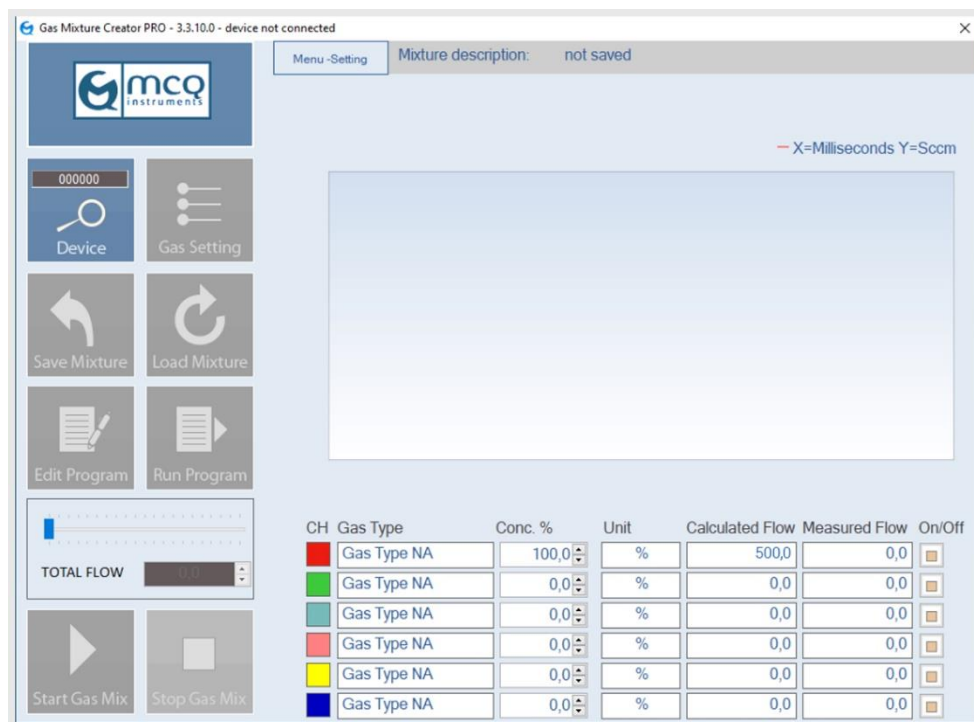 Gas Mixture Creator PRO - 3.3.10.0 - device not connected
mcq
instruments
Menu -Setting
Mixture description: not saved
X=Milliseconds Y=Sccm
000000
Device
Gas Setting
Save Mixture
Load Mixture
Edit Program
Run Program
TOTAL FLOW 0,0
Start Gas Mix
Stop Gas Mix
CH Gas Type Conc. % Unit Calculated Flow Measured Flow On/Off
Gas Type NA 100,0 % 500,0 0,0
Gas Type NA 0,0 % 0,0 0,0
Gas Type NA 0,0 % 0,0 0,0
Gas Type NA 0,0 % 0,0 0,0
Gas Type NA 0,0 % 0,0 0,0
Gas Type NA 0,0 % 0,0 0,0